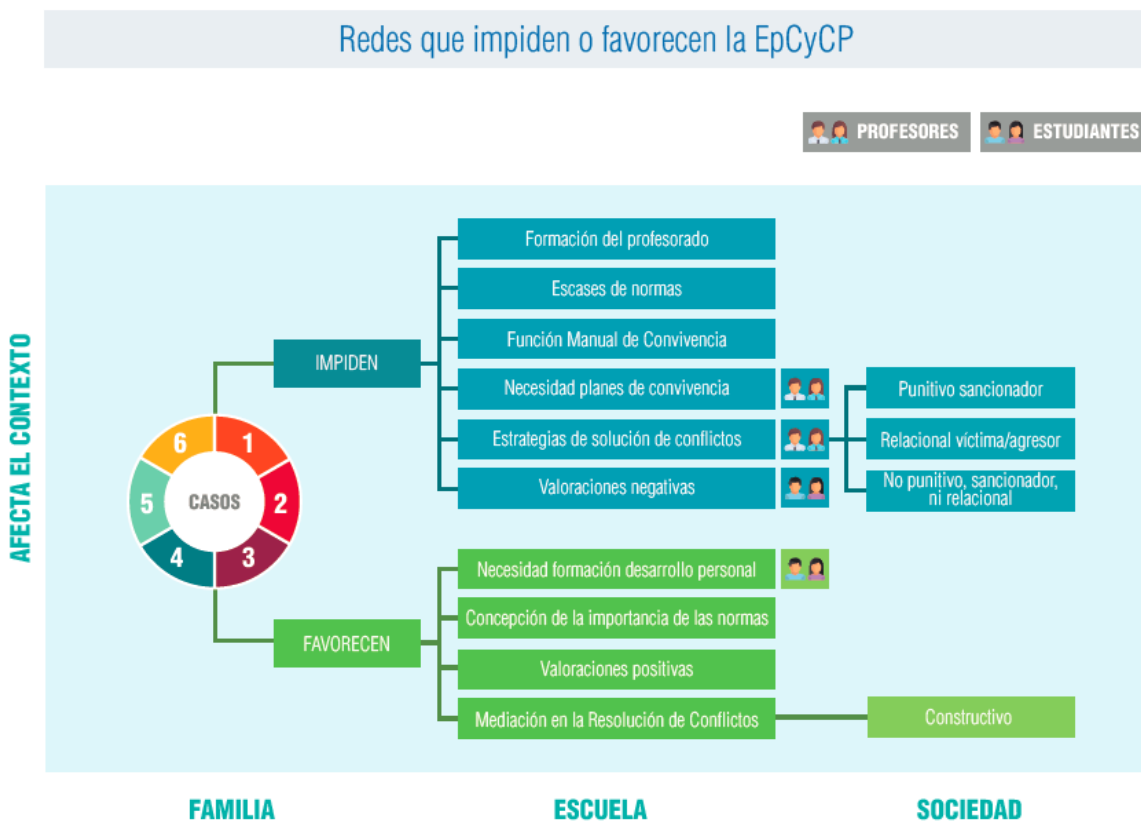 Redes que impiden o favorecen la EpCyCP
PROFESORES
ESTUDIANTES
AFECTA EL CONTEXTO
Formación del profesorado
Escases de normas
Función Manual de Convivencia
IMPIDEN
Necesidad planes de convivencia
Punitivo sancionador
Estrategias de solución de conflictos
Relacional víctima/agresor
Valoraciones negativas
No punitivo, sancionador,
ni relacional
6
1
5
CASOS
2
4
3
Necesidad formación desarrollo personal
Concepción de la importancia de las normas
FAVORECEN
Valoraciones positivas
Mediación en la Resolución de Conflictos
Constructivo
FAMILIA
ESCUELA
SOCIEDAD